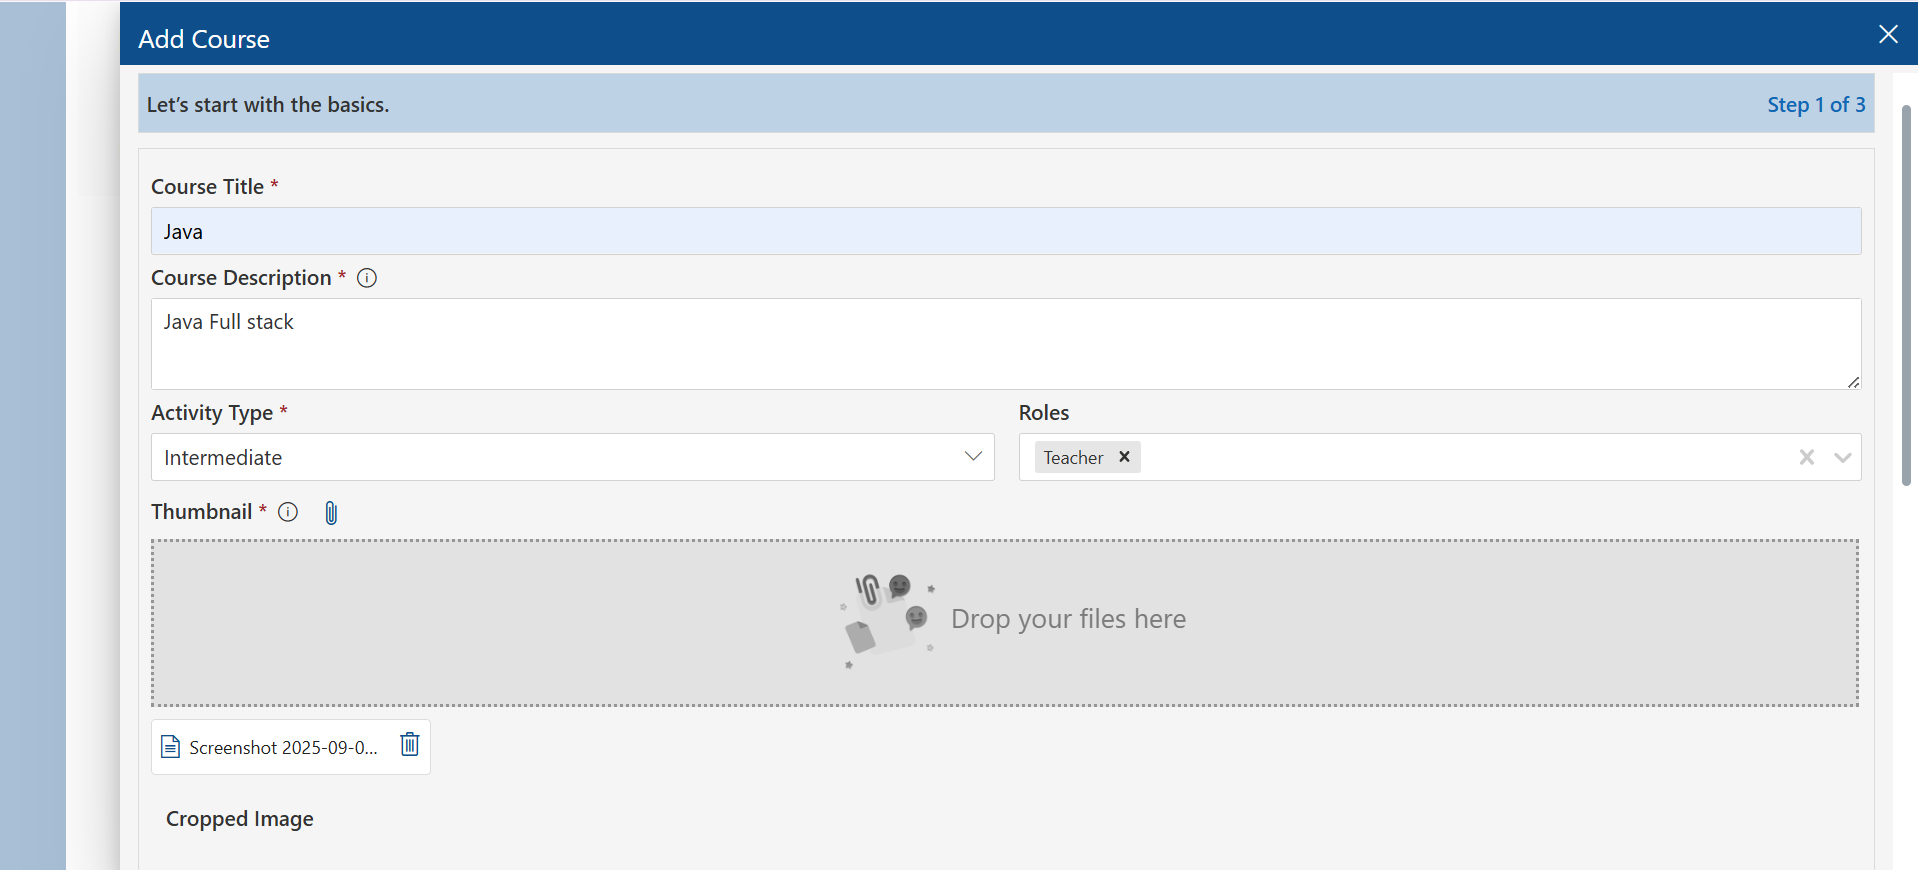 Add Course
Let’s start with the basics.
Step 1 of 3
Course Title *
Java
Course Description *
Java Full stack
Activity Type *
Roles
Intermediate
Teacher
Thumbnail *
Drop your files here
Screenshot 2025-09-0...
Cropped Image